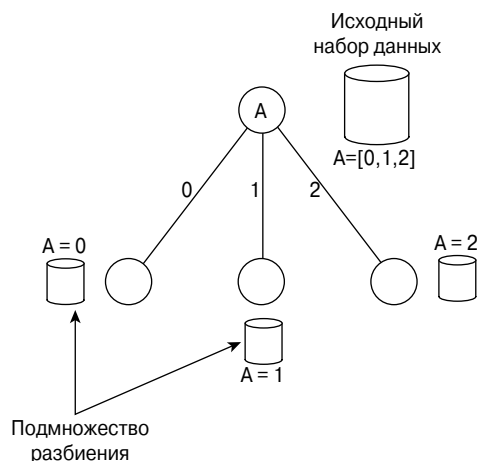 Исходный
набор данных
A
A=[0,1,2]
0
1
2
A = 0
A = 2
A = 1
Подмножество
разбиения